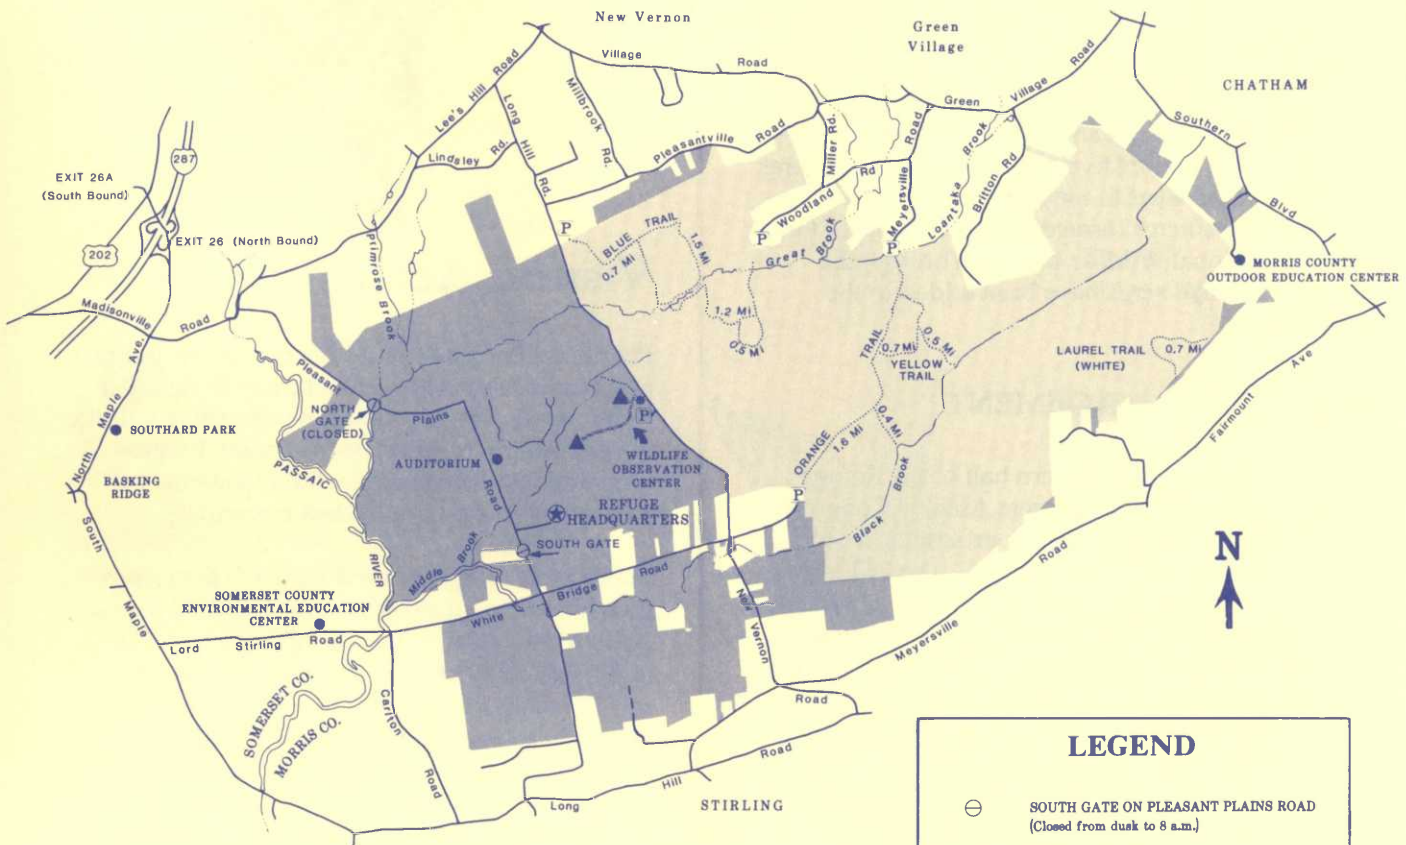 New Vernon
Green
Village
CHATHAM
Village
Road
Green
Village
Road
Southern
Blvd
Lee's Hill Road
Long Hill Rd.
Lindsley Rd.
Millbrook Rd.
Pleasantville Road
Miller Rd.
Woodland Rd
Meyersville Road
Loantaka Brook
Britton Rd
287
EXIT 26A
(South Bound)
202
EXIT 26 (North Bound)
Madisonville Road
Primrose Brook
P
BLUE TRAIL
0.7 Mi
1.5 Mi
1.2 Mi
0.5 Mi
P
Great Brook
P
MORRIS COUNTY
OUTDOOR EDUCATION CENTER
TRAIL
0.7 Mi
0.5 Mi
YELLOW
TRAIL
LAUREL TRAIL
(WHITE)
0.7 Mi
Pleasant Plains Road
NORTH
GATE
(CLOSED)
North Maple Ave.
SOUTHARD PARK
BASKING
RIDGE
PASSAIC RIVER
AUDITORIUM
P
WILDLIFE
OBSERVATION
CENTER
ORANGE
1.6 Mi
0.4 Mi
P
Black Brook
Fairmount Ave
REFUGE
HEADQUARTERS
SOUTH GATE
Middle Brook
White Bridge Road
New Vernon Road
Meyersville Road
N
SOMERSET COUNTY
ENVIRONMENTAL EDUCATION
CENTER
Lord Stirling Road
South Maple
SOMERSET CO.
MORRIS CO.
Carlton Road
Long Hill Road
STIRLING
LEGEND
SOUTH GATE ON PLEASANT PLAINS ROAD
(Closed from dusk to 8 a.m.)